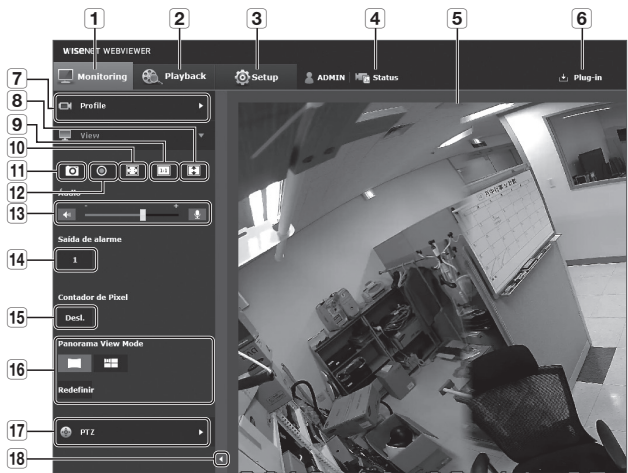 1 2 3 4 5 6
WISENET WEBVIEWER
Monitoring Playback Setup ADMIN Status Plug-in
7
Profile
8
View
9
10
11
1:1
12
Áudio
13
- +
Saída de alarme
14
1
Contador de Pixel
15
Desl.
Panorama View Mode
16
Redefinir
17
PTZ
18